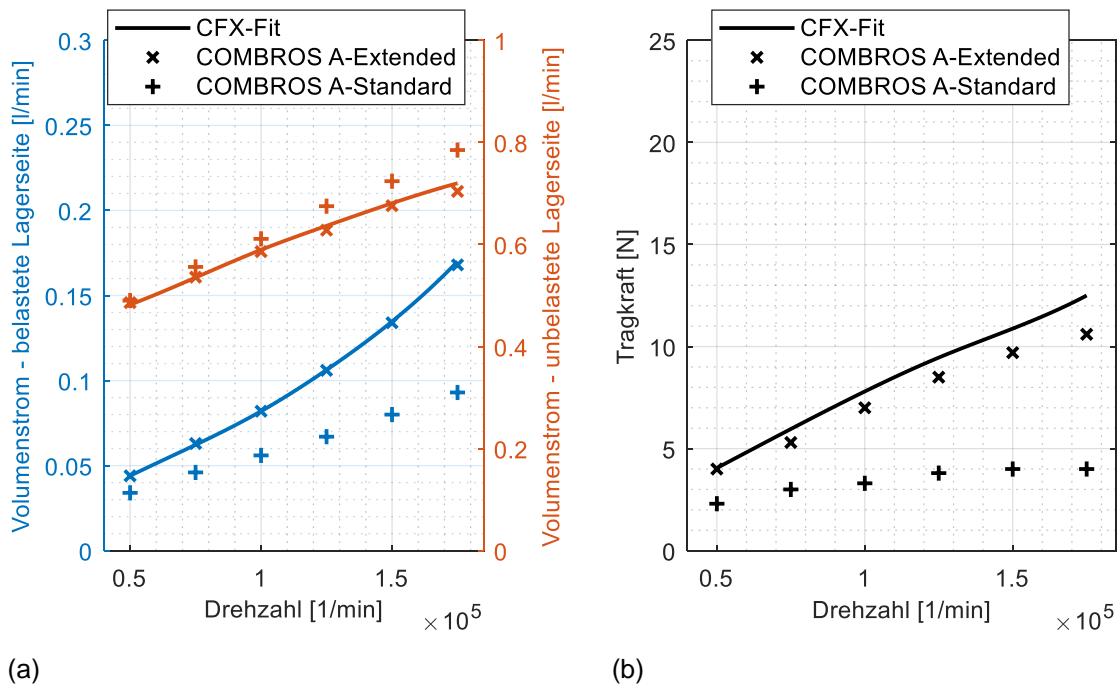 CFX-Fit
COMBROS A-Extended
COMBROS A-Standard
Volumenstrom - belastete Lagerseite [l/min]
0.3
0.25
0.2
0.15
0.1
0.05
0
1
0.8
0.6
0.4
0.2
0
Volumenstrom - unbelastete Lagerseite [l/min]
0.5 1 1.5
Drehzahl [1/min]
×10^5
(a)
CFX-Fit
COMBROS A-Extended
COMBROS A-Standard
Tragkraft [N]
25
20
15
10
5
0
0.5 1 1.5
Drehzahl [1/min]
×10^5
(b)